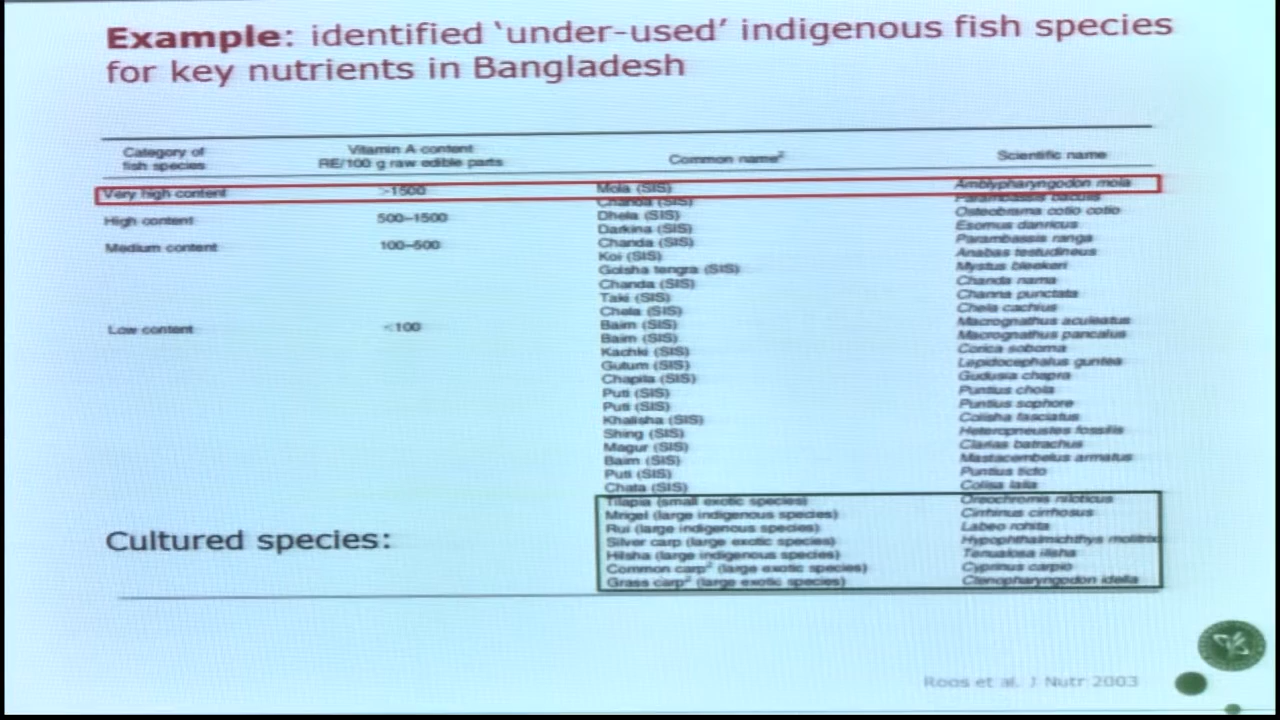 Example: identified ‘under-used’ indigenous fish species
for key nutrients in Bangladesh
Category of fish species Vitamin A content RE/100 g raw edible parts Common name2 Scientific name
Very high content >1500 Mola (SIS) Amblypharyngodon mola
Chanda (SIS) Parambassis baculis
High content 500–1500 Dhela (SIS) Osteobrama cotio cotio
Darkina (SIS) Esomus danricus
Medium content 100–500 Chanda (SIS) Parambassis ranga
Koi (SIS) Anabas testudineus
Golsha tengra (SIS) Mystus bleekeri
Chanda (SIS) Chanda nama
Taki (SIS) Channa punctata
Chela (SIS) Chela cachius
Low content <100 Baim (SIS) Macrognathus aculeatus
Baim (SIS) Macrognathus pancalus
Kachki (SIS) Corica soborna
Gutum (SIS) Lepidocephalus guntea
Chapila (SIS) Gudusia chapra
Puti (SIS) Puntius chola
Puti (SIS) Puntius sophore
Khalisha (SIS) Colisha fasciatus
Shing (SIS) Heteropneustes fossilis
Magur (SIS) Clarias batrachus
Baim (SIS) Mastacembelus armatus
Puti (SIS) Puntius ticto
Chata (SIS) Colisa lalia
Tilapia (small exotic species) Oreochromis niloticus
Mrigel (large indigenous species) Cirrhinus cirrhosus
Cultured species: Rui (large indigenous species) Labeo rohita
Silver carp (large exotic species) Hypophthalmichthys molitrix
Hilsha (large indigenous species) Tenualosa ilisha
Common carp2 (large exotic species) Cyprinus carpio
Grass carp2 (large exotic species) Ctenopharyngodon idella
Roos et al. J Nutr 2003